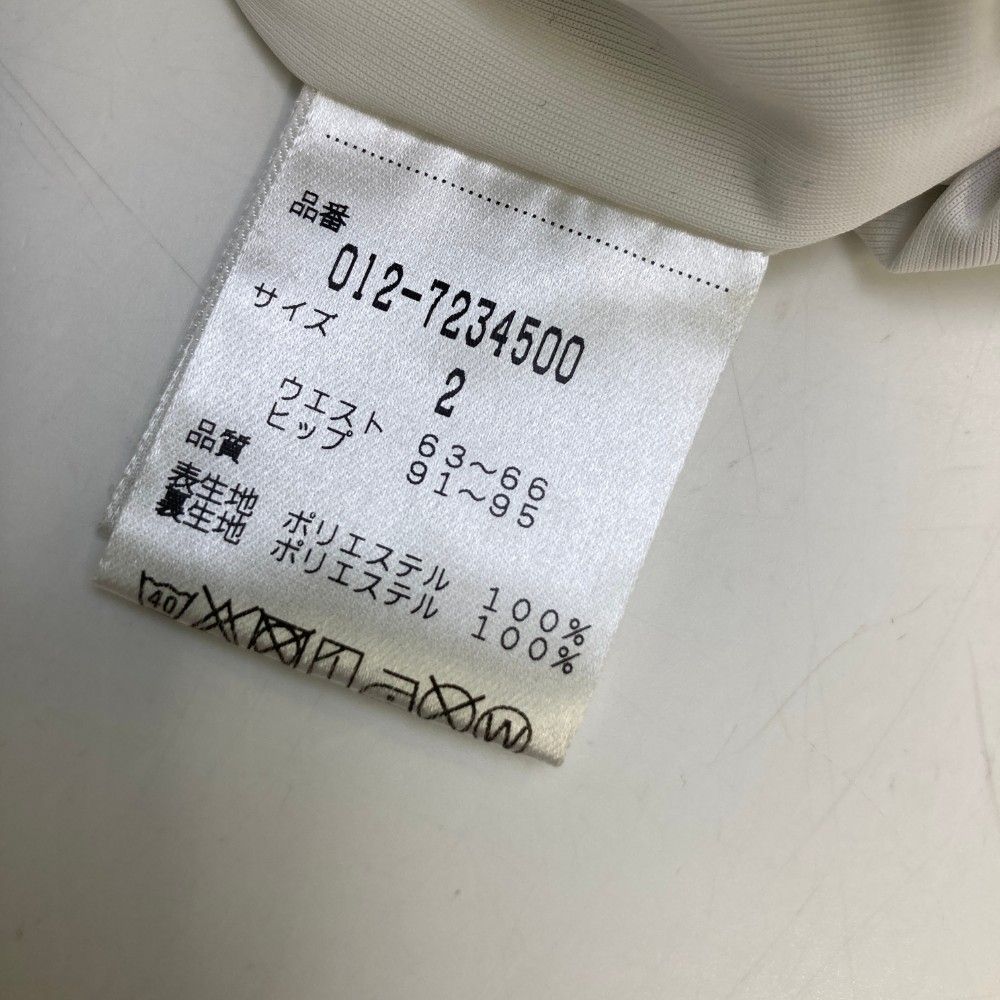 品番
012-7234500
サイズ
2
ウエスト 63~66
ヒップ 91~95
品質
表生地 ポリエステル 100%
裏生地 ポリエステル 100%
40 W